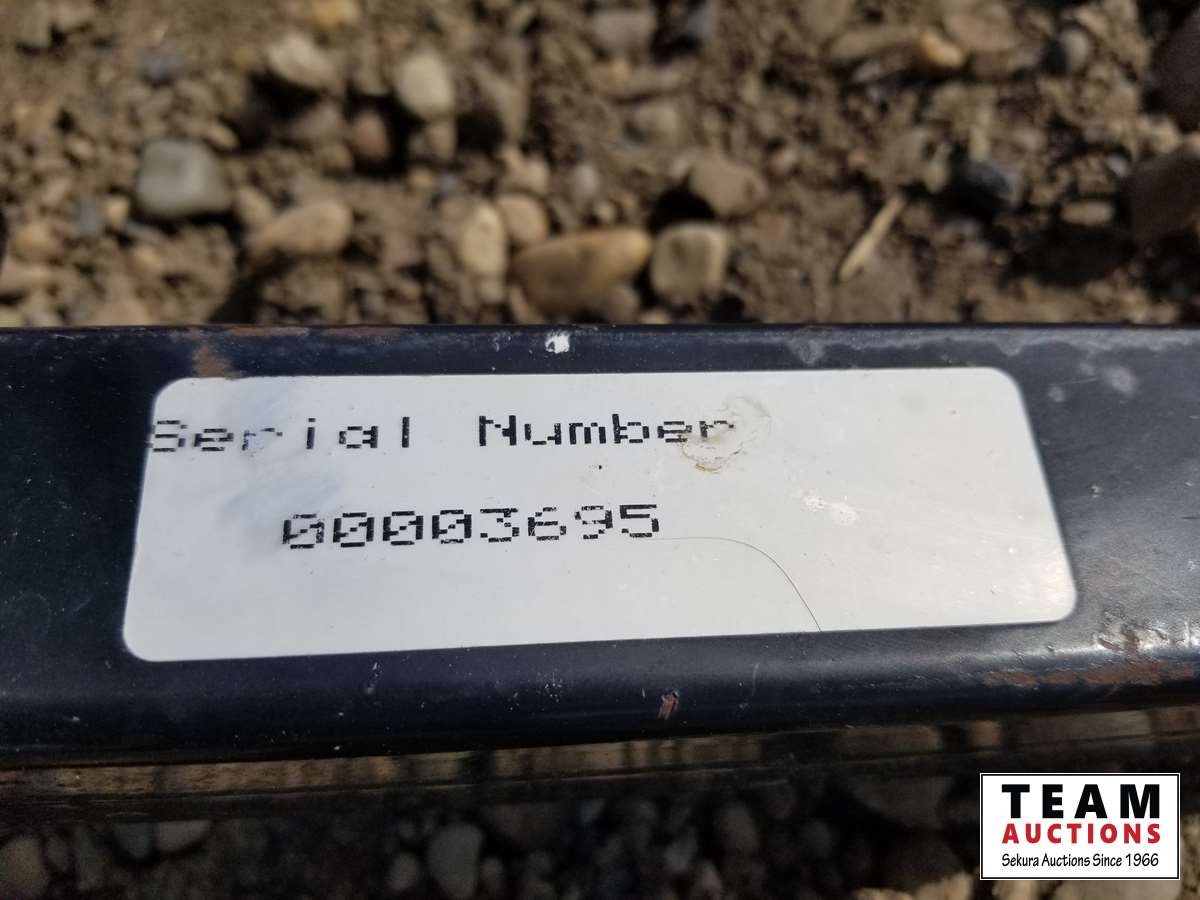 Serial Number
00003695
TEAM
AUCTIONS
Sekura Auctions Since 1966